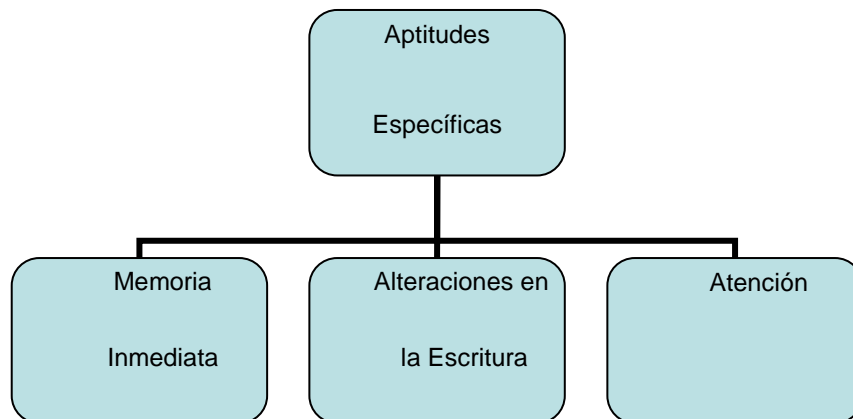 Aptitudes
Específicas
Memoria
Inmediata
Alteraciones en
la Escritura
Atención